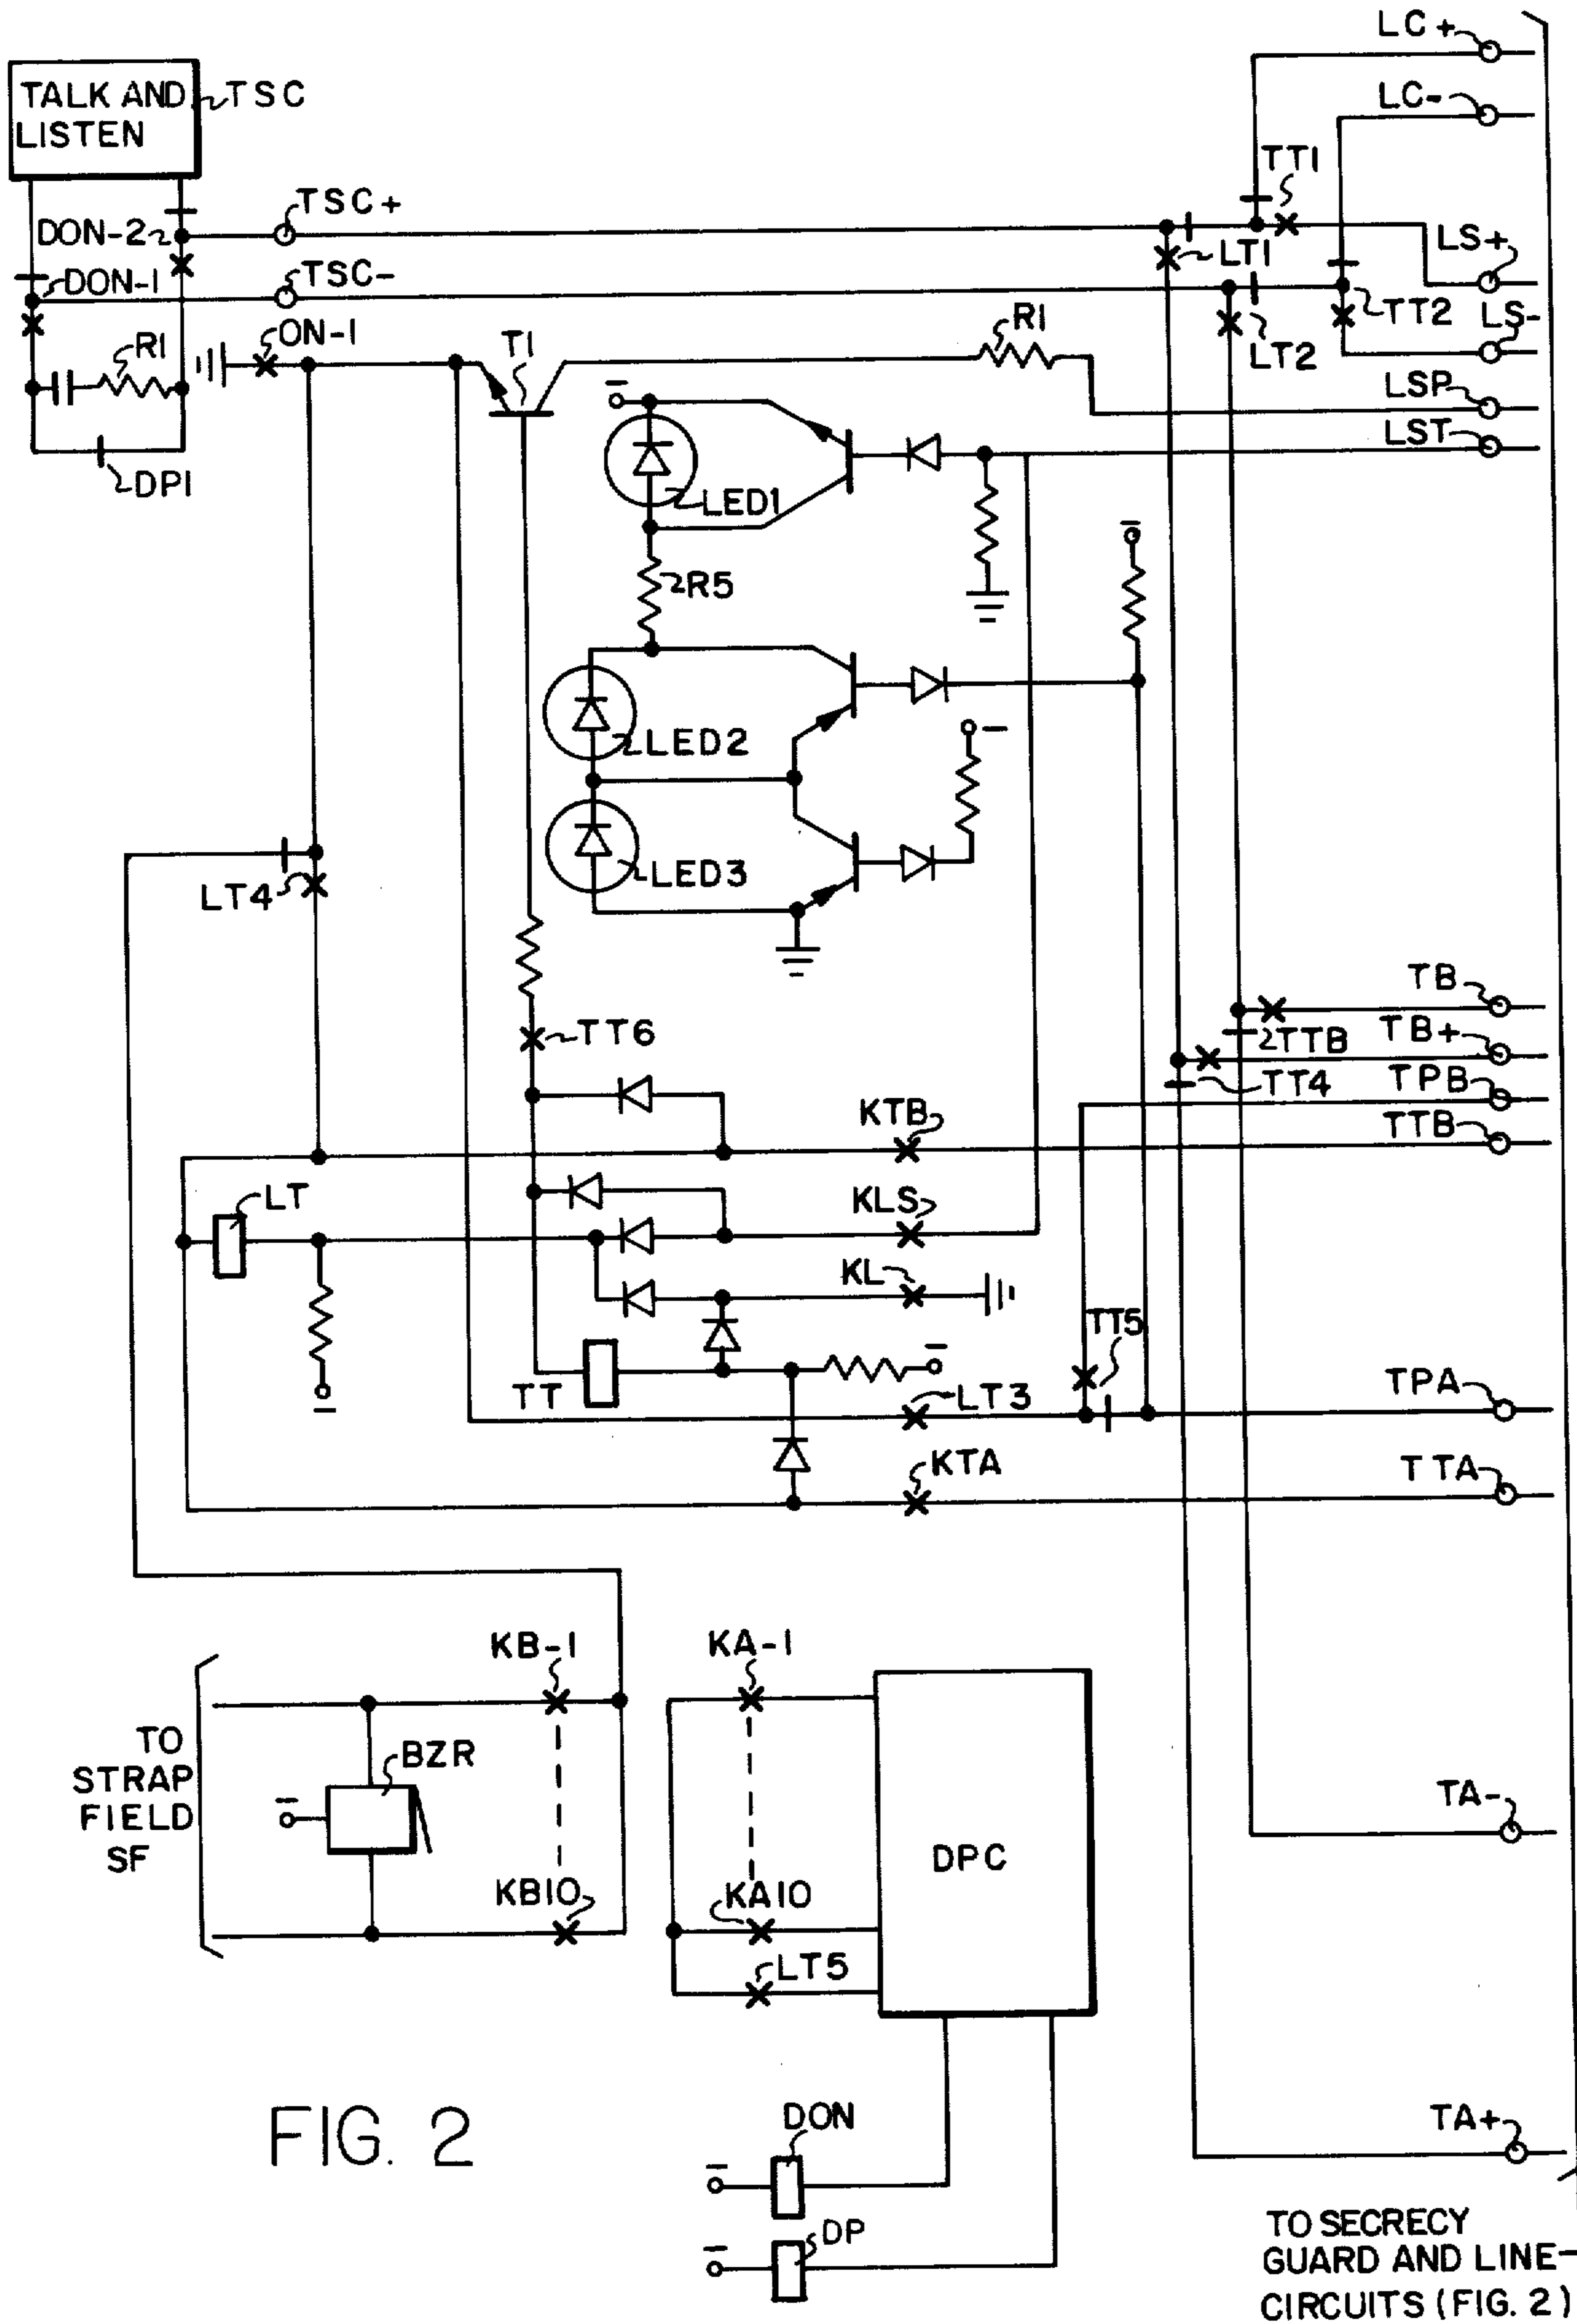 LC+
TALK AND
LISTEN
TSC
LC-
TT1
TSC+
DON-2
LT1
LS+
TSC-
DON-1
TT2
LS-
R1
ON-1
T1
R1
LT2
LSP
LST
DP1
LED1
R5
LED2
LED3
LT4
TB
TT6
TTB
TB+
TT4
TPB
KTB
TTB
LT
KLS
KL
TT5
TT
LT3
TPA
KTA
TTA
KB-1
KA-1
TO
STRAP
FIELD
SF
BZR
TA-
DPC
KB10
KA10
LT5
FIG. 2
DON
TA+
DP
TO SECRECY
GUARD AND LINE-
CIRCUITS (FIG. 2)